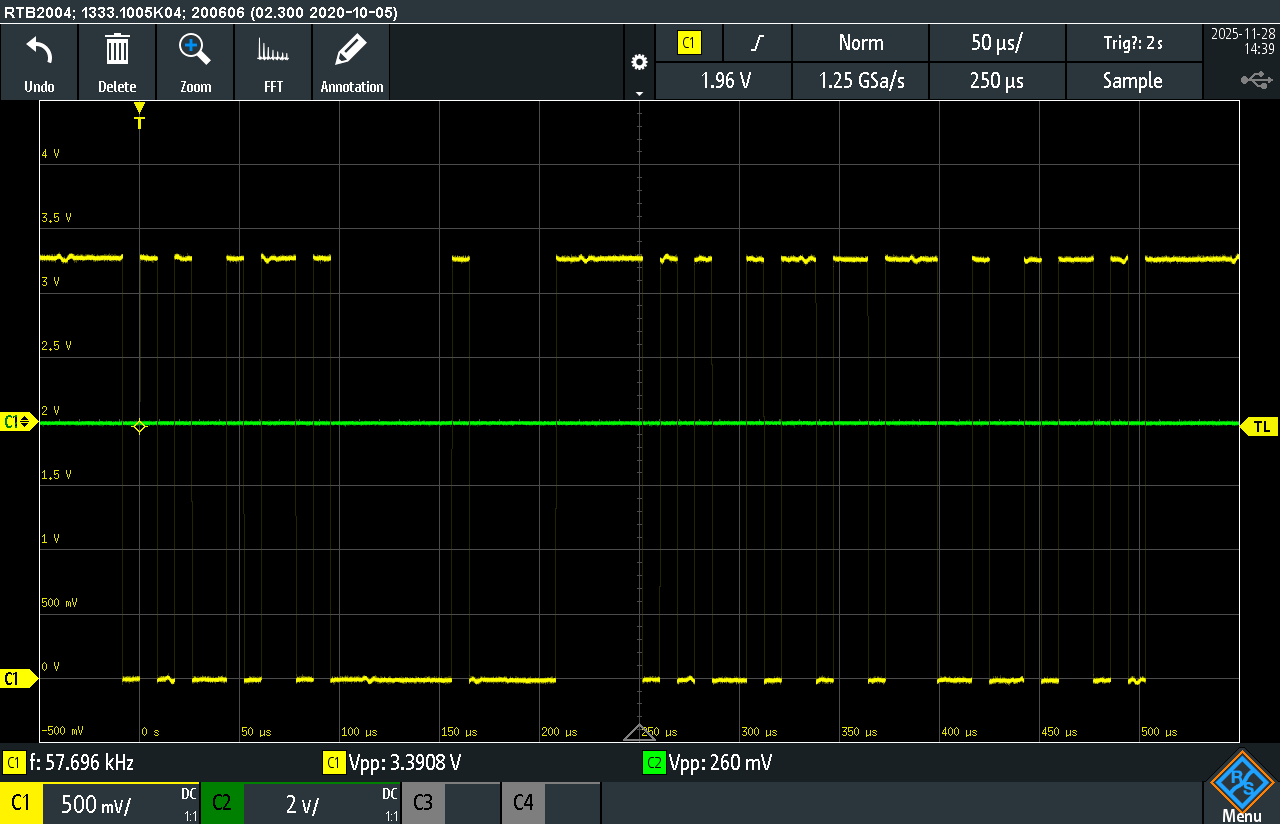 RTB2004; 1333.1005K04; 200606 (02.300 2020-10-05)
Undo
Delete
Zoom
FFT
Annotation
C1
Norm
50 µs/
Trig?: 2 s
2025-11-28
14:39
1.96 V
1.25 GSa/s
250 µs
Sample
T
4 V
3.5 V
3 V
2.5 V
C1
2 V
TL
1.5 V
1 V
500 mV
C1
0 V
-500 mV
0 s
50 µs
100 µs
150 µs
200 µs
250 µs
300 µs
350 µs
400 µs
450 µs
500 µs
C1 f: 57.696 kHz
C1 Vpp: 3.3908 V
C2 Vpp: 260 mV
C1 500 mV/ DC 1:1
C2 2 V/ DC 1:1
C3
C4
R S
Menu